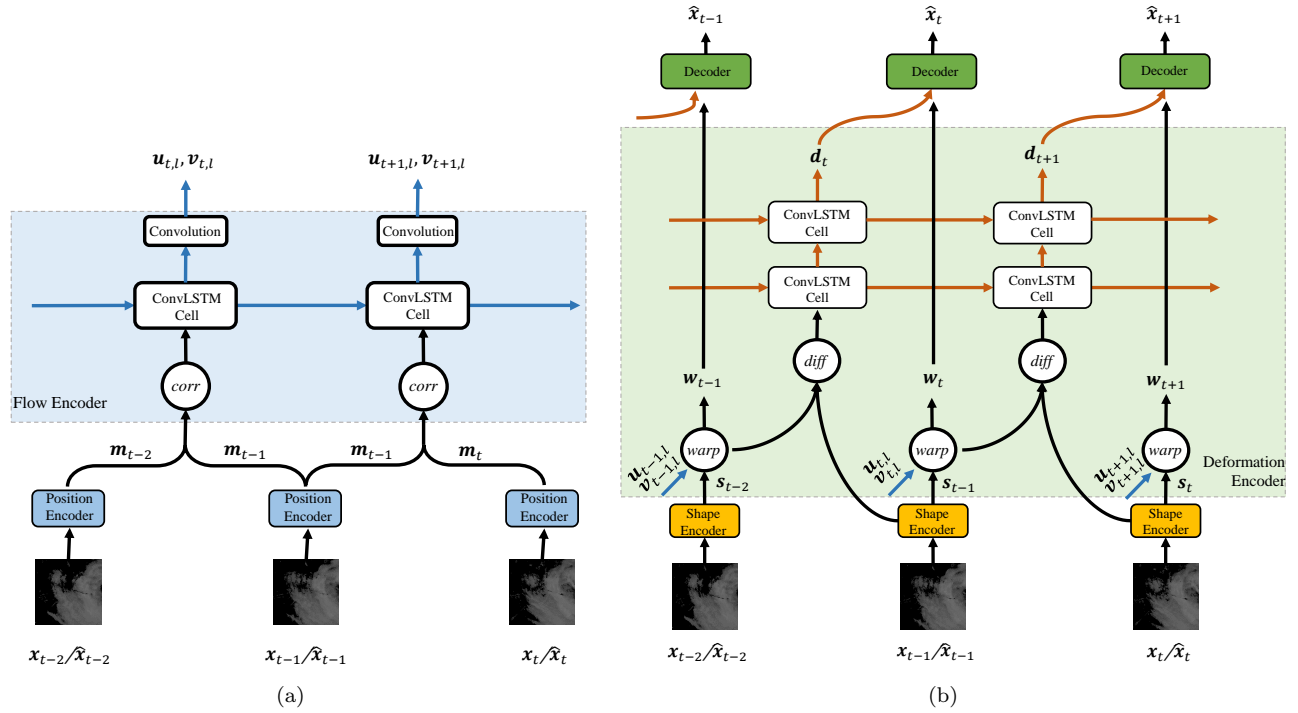 𝒖_{t,l}, 𝒗_{t,l}
𝒖_{t+1,l}, 𝒗_{t+1,l}
Convolution
Convolution
ConvLSTM
Cell
ConvLSTM
Cell
corr
corr
Flow Encoder
𝒎_{t−2}
𝒎_{t−1}
𝒎_{t−1}
𝒎_t
Position
Encoder
Position
Encoder
Position
Encoder
𝒙_{t−2}/𝒙̂_{t−2}
𝒙_{t−1}/𝒙̂_{t−1}
𝒙_t/𝒙̂_t
(a)
𝒙̂_{t−1}
𝒙̂_t
𝒙̂_{t+1}
Decoder
Decoder
Decoder
𝒅_t
𝒅_{t+1}
ConvLSTM
Cell
ConvLSTM
Cell
ConvLSTM
Cell
ConvLSTM
Cell
diff
diff
𝒘_{t−1}
𝒘_t
𝒘_{t+1}
warp
warp
warp
𝒖_{t−1,l}
𝒗_{t−1,l}
𝒔_{t−2}
𝒖_{t,l}
𝒗_{t,l}
𝒔_{t−1}
𝒖_{t+1,l}
𝒗_{t+1,l}
𝒔_t
Deformation
Encoder
Shape
Encoder
Shape
Encoder
Shape
Encoder
𝒙_{t−2}/𝒙̂_{t−2}
𝒙_{t−1}/𝒙̂_{t−1}
𝒙_t/𝒙̂_t
(b)